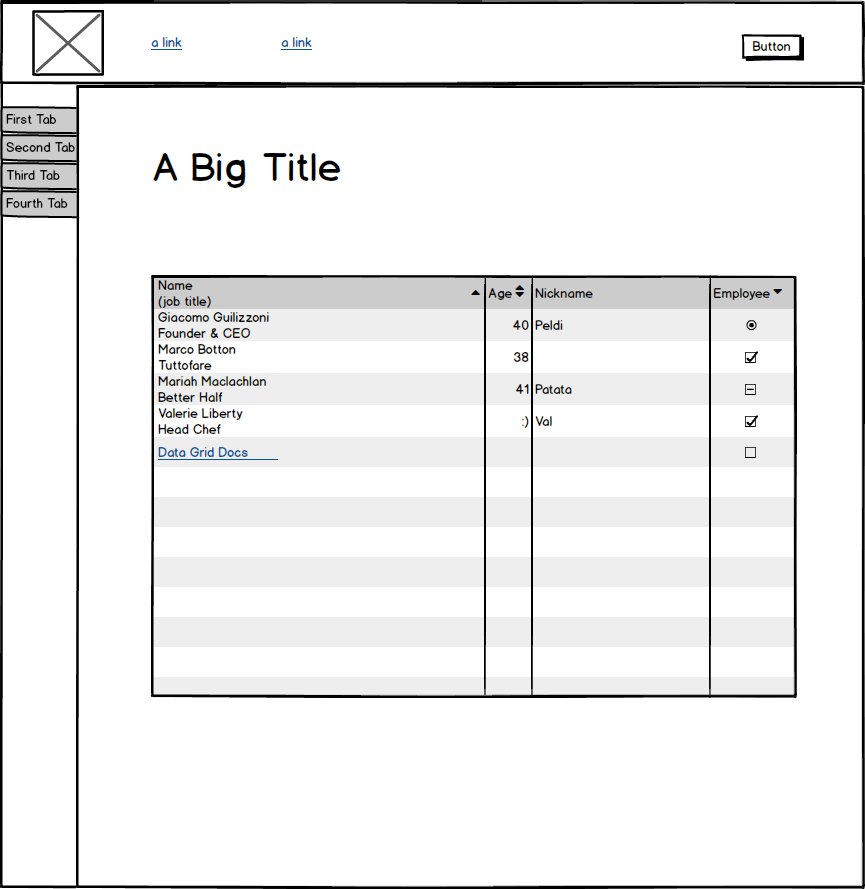 a link
a link
Button
First Tab
Second Tab
Third Tab
Fourth Tab
A Big Title
Name
(job title)
Age
Nickname
Employee
Giacomo Guilizzoni
Founder & CEO
40
Peldi
Marco Botton
Tuttofare
38
Mariah Maclachlan
Better Half
41
Patata
Valerie Liberty
Head Chef
:)
Val
Data Grid Docs